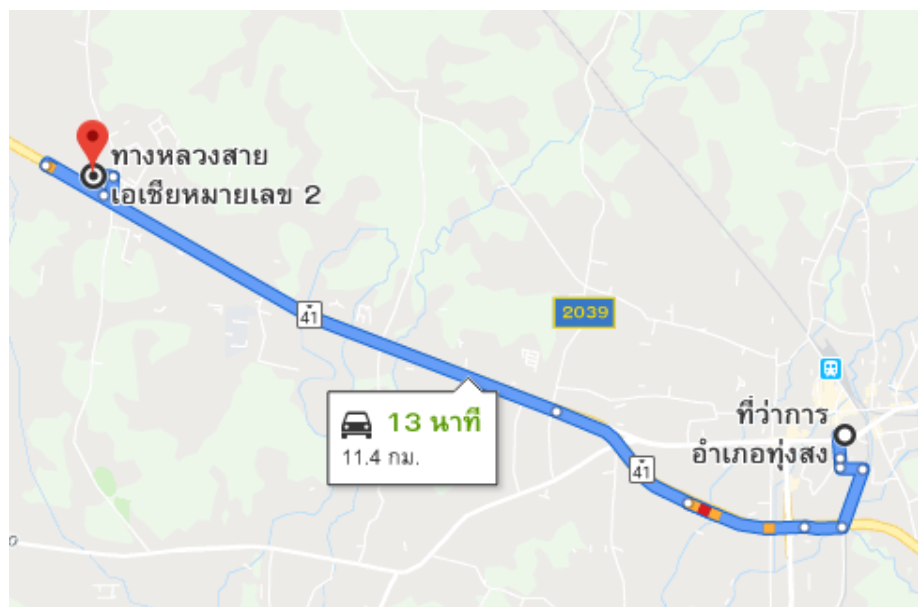 ทางหลวงสาย
เอเชียหมายเลข 2
41
2039
13 นาที
11.4 กม.
ที่ว่าการ
อำเภอทุ่งสง
41